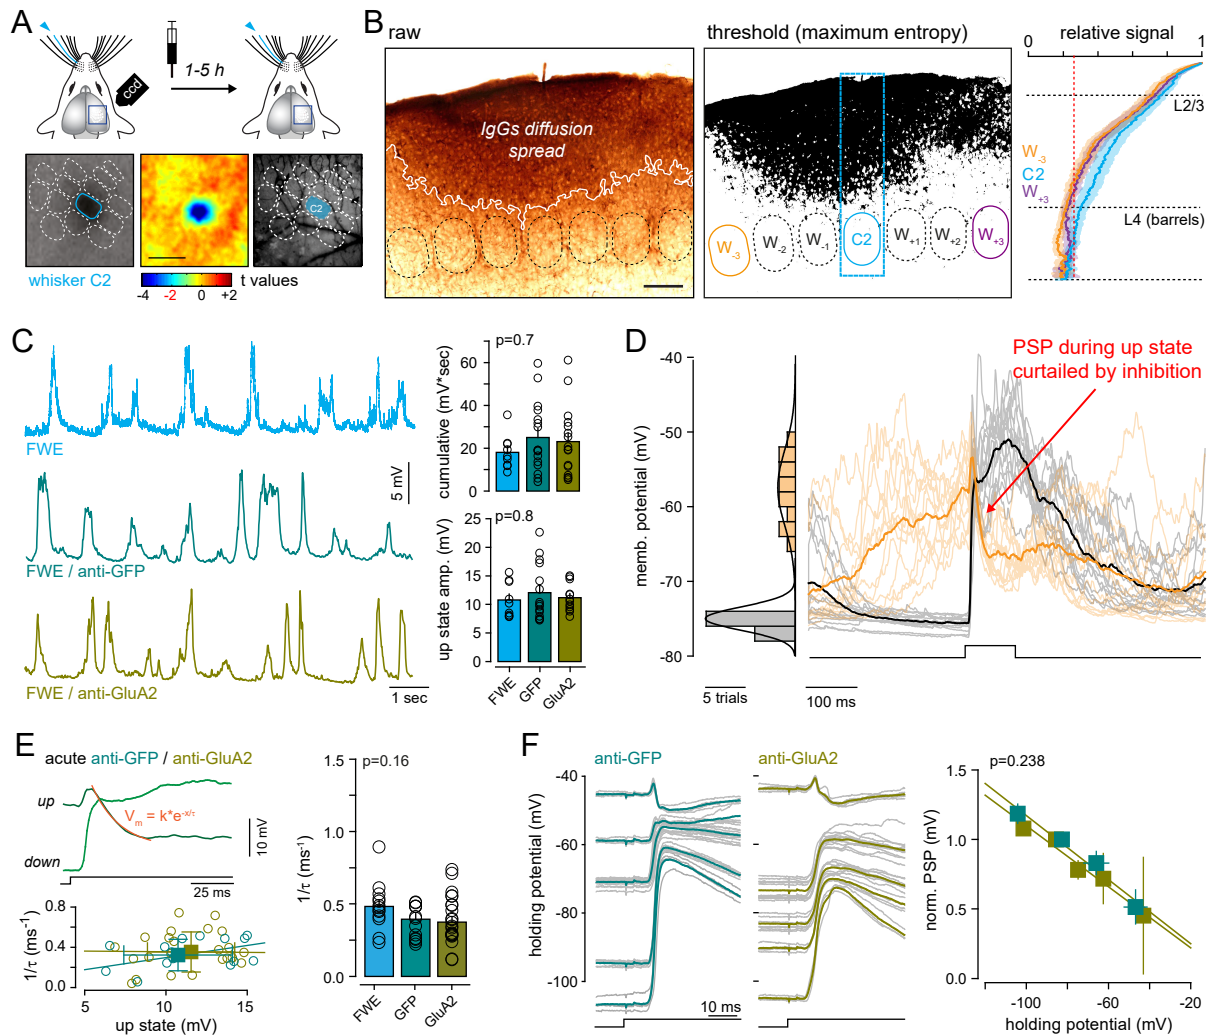 A
1-5 h
ccd
C2
whisker C2
-4
-2
0
+2
t values
B
raw
IgGs diffusion
spread
threshold (maximum entropy)
W-3
W-2
W-1
C2
W+1
W+2
W+3
relative signal
0
1
L2/3
W-3
C2
W+3
L4 (barrels)
C
FWE
FWE / anti-GFP
FWE / anti-GluA2
5 mV
1 sec
p=0.7
cumulative (mV*sec)
60
40
20
0
p=0.8
up state amp. (mV)
25
20
15
10
5
0
FWE
GFP
GluA2
D
memb. potential (mV)
-40
-50
-60
-70
-80
PSP during up state
curtailed by inhibition
5 trials
100 ms
E
acute anti-GFP / anti-GluA2
up
Vm = k*e-x/τ
down
10 mV
25 ms
1/τ (ms-1)
0.8
0.4
0.0
5
10
15
up state (mV)
p=0.16
1/τ (ms-1)
1.5
1.0
0.5
0.0
FWE
GFP
GluA2
F
anti-GFP
anti-GluA2
holding potential (mV)
-40
-60
-80
-100
10 ms
p=0.238
norm. PSP (mV)
1.5
1.0
0.5
0.0
-100
-60
-20
holding potential (mV)